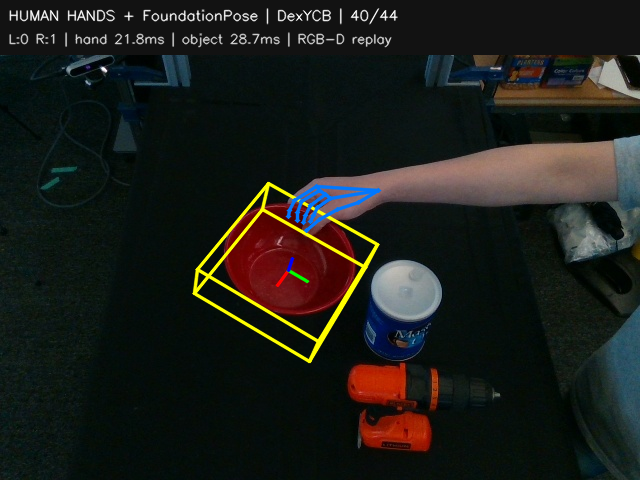 HUMAN HANDS + FoundationPose | DexYCB | 40/44
L:0 R:1 | hand 21.8ms | object 28.7ms | RGB-D replay